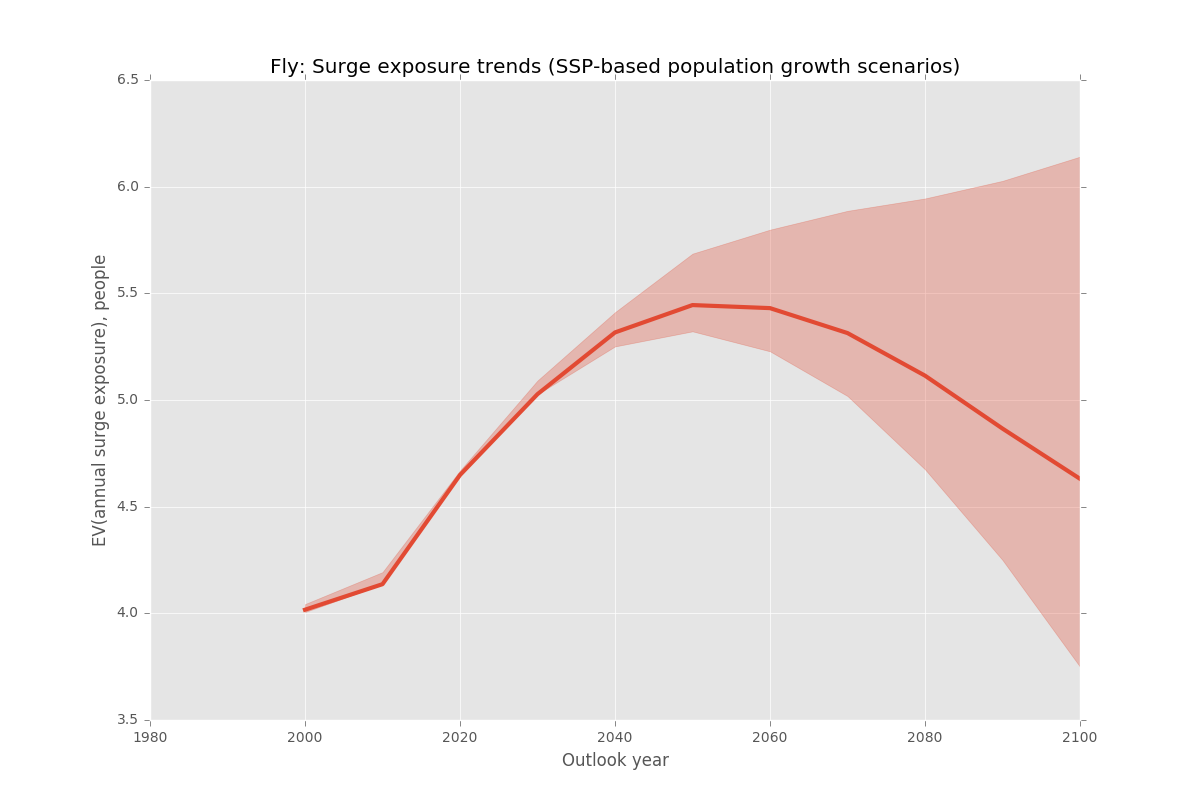 Fly: Surge exposure trends (SSP-based population growth scenarios)
EV(annual surge exposure), people
6.5
6.0
5.5
5.0
4.5
4.0
3.5
1980 2000 2020 2040 2060 2080 2100
Outlook year